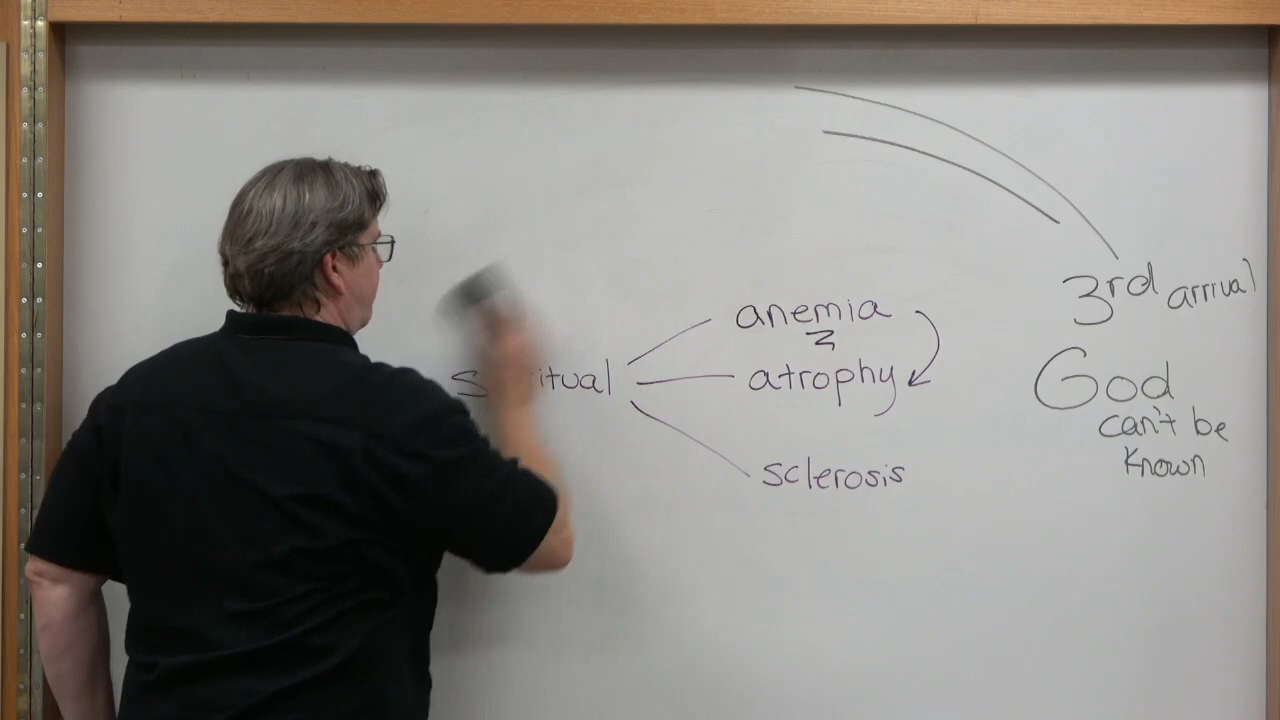 anemia
atrophy
sclerosis
3rd arrival
God
can't be
known